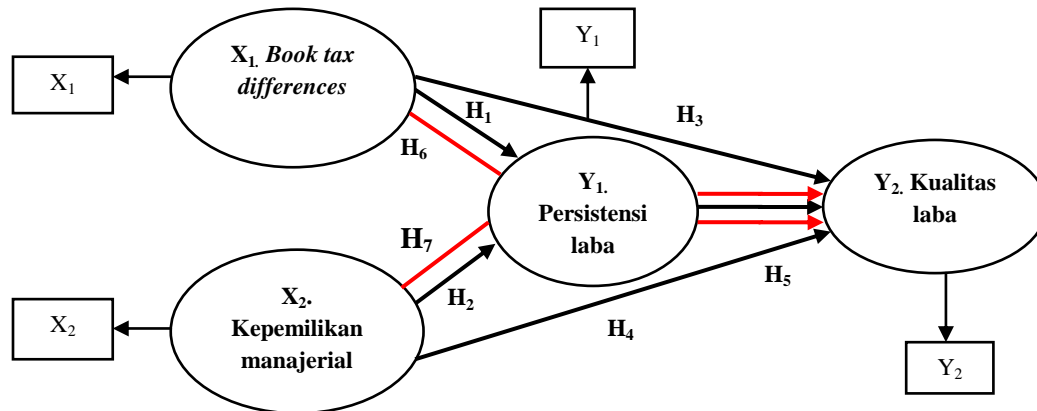 X₁. Book tax
differences
X₁
Y₁
H₁
H₃
H₆
Y₁.
Persistensi
laba
Y₂. Kualitas
laba
H₇
H₅
X₂.
Kepemilikan
manajerial
X₂
H₂
H₄
Y₂